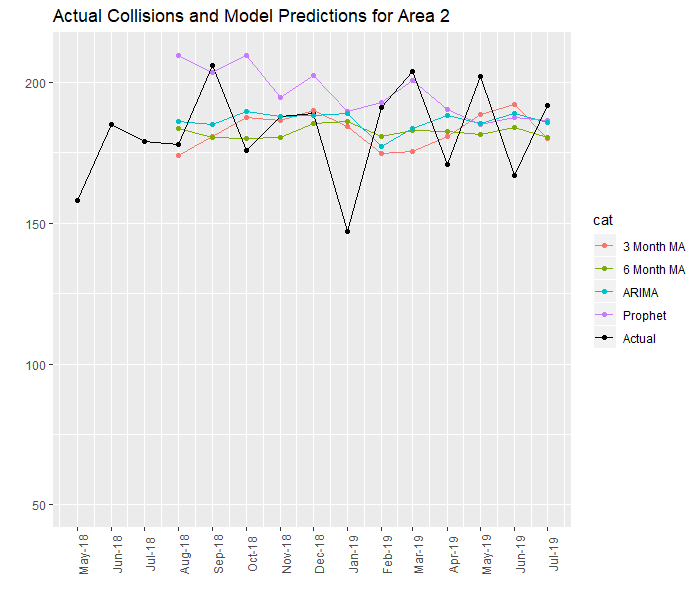 Actual Collisions and Model Predictions for Area 2
200
150
100
50
May-18
Jun-18
Jul-18
Aug-18
Sep-18
Oct-18
Nov-18
Dec-18
Jan-19
Feb-19
Mar-19
Apr-19
May-19
Jun-19
Jul-19
cat
3 Month MA
6 Month MA
ARIMA
Prophet
Actual